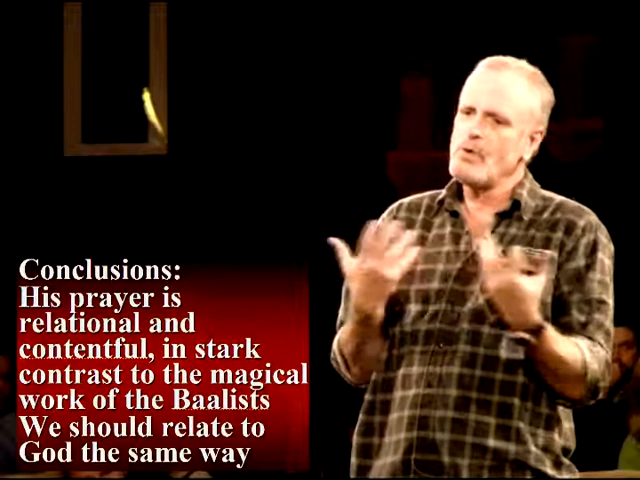 Conclusions:
His prayer is
relational and
contentful, in stark
contrast to the magical
work of the Baalists
We should relate to
God the same way